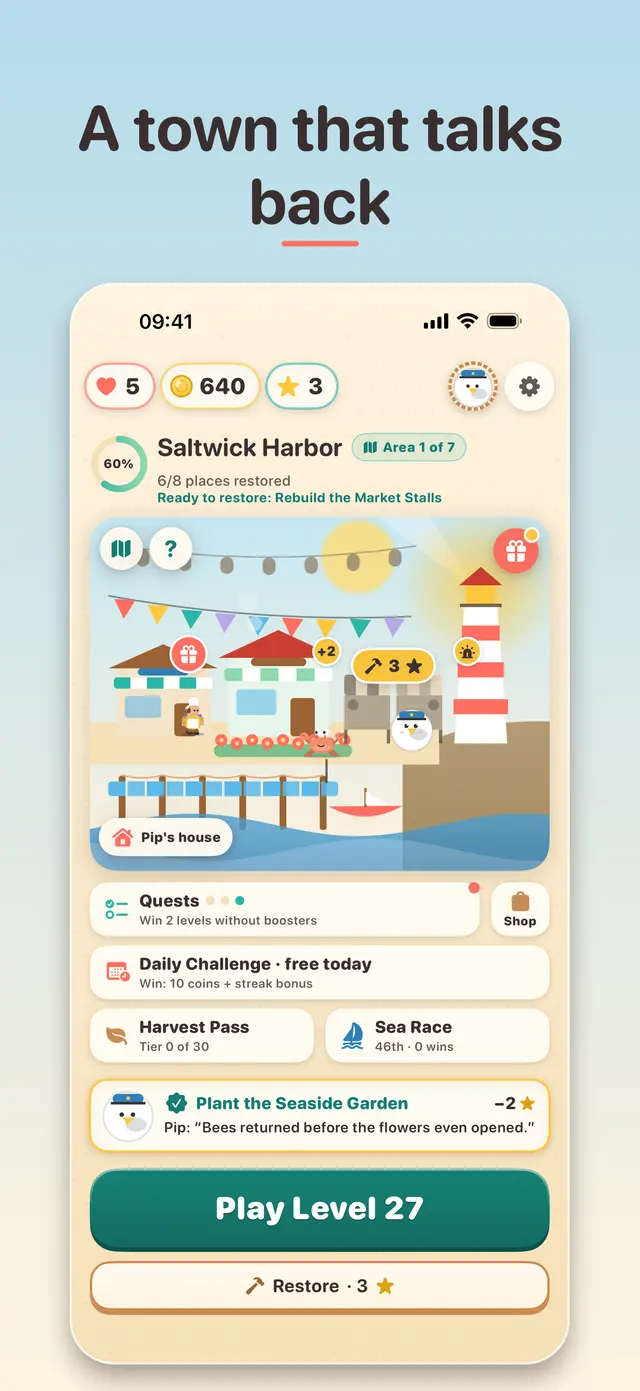 A town that talks
back
09:41
5
640
3
60%
Saltwick Harbor
Area 1 of 7
6/8 places restored
Ready to restore: Rebuild the Market Stalls
?
+2
3
Pip's house
Quests
Win 2 levels without boosters
Shop
Daily Challenge · free today
Win: 10 coins + streak bonus
Harvest Pass
Tier 0 of 30
Sea Race
46th · 0 wins
Plant the Seaside Garden
−2
Pip: “Bees returned before the flowers even opened.”
Play Level 27
Restore · 3